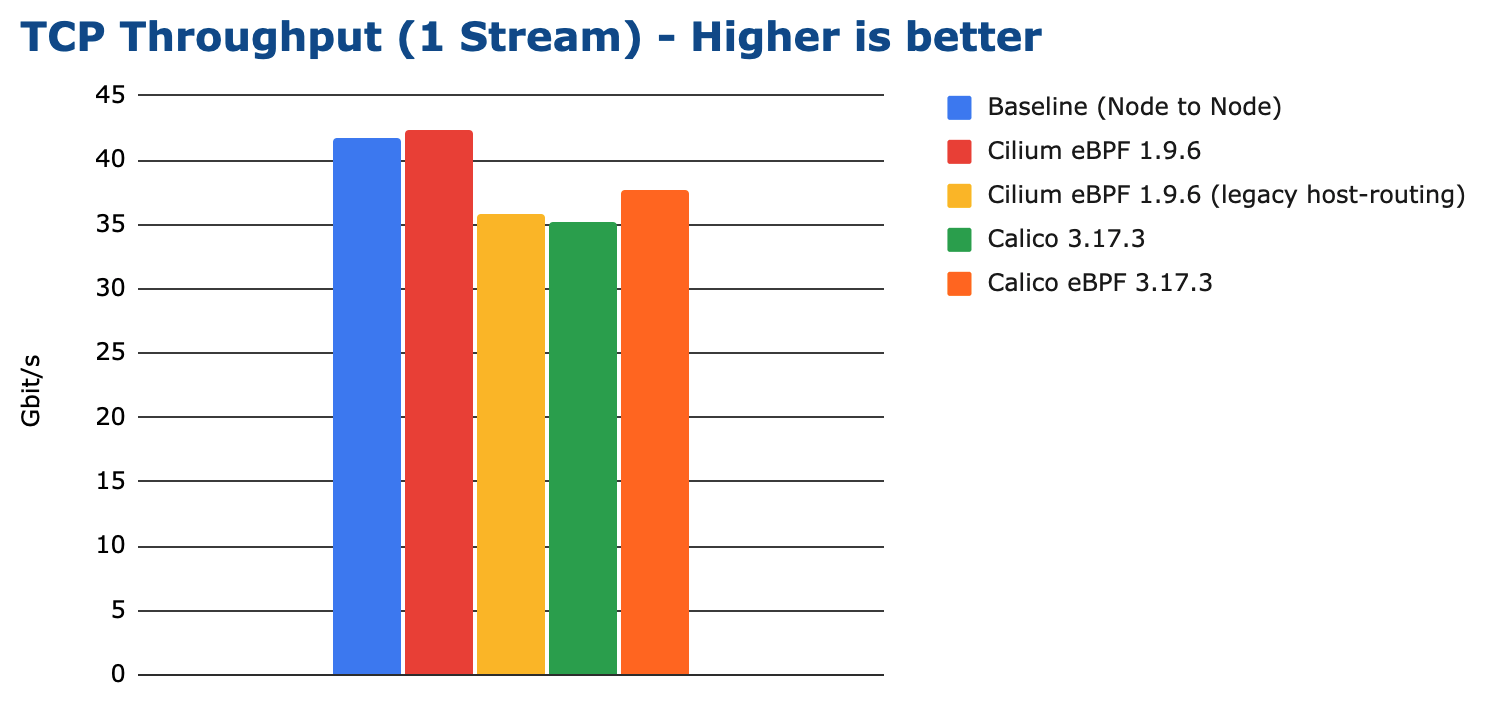 TCP Throughput (1 Stream) - Higher is better
45
40
35
30
25
20
15
10
5
0
Gbit/s
Baseline (Node to Node)
Cilium eBPF 1.9.6
Cilium eBPF 1.9.6 (legacy host-routing)
Calico 3.17.3
Calico eBPF 3.17.3